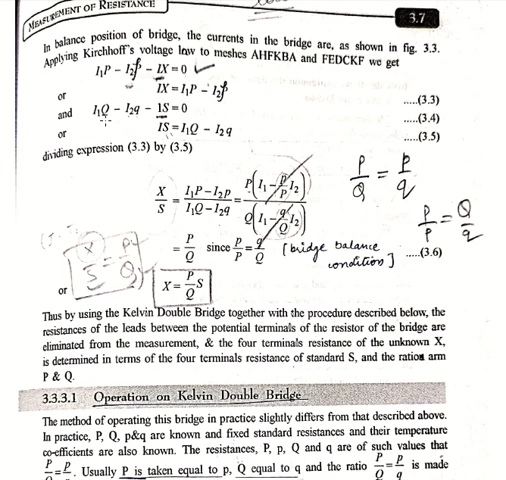 MEASUREMENT OF RESISTANCE
3.7
In balance position of bridge, the currents in the bridge are, as shown in fig. 3.3.
Applying Kirchhoff's voltage law to meshes AHFKBA and FEDCKF we get
I₁P – I₂p – IX = 0
or IX = I₁P – I₂p .....(3.3)
and I₁Q – I₂q – IS = 0 .....(3.4)
or IS = I₁Q – I₂q .....(3.5)
dividing expression (3.3) by (3.5)
X/S = (I₁P – I₂p)/(I₁Q – I₂q) = P(I₁ – p/P I₂)/Q(I₁ – q/Q I₂)
P/Q = p/q
p/P = Q/q
= P/Q since p/P = q/Q [bridge balance condition] .....(3.6)
X/S = P/Q
or X = P/Q S
Thus by using the Kelvin Double Bridge together with the procedure described below, the
resistances of the leads between the potential terminals of the resistor of the bridge are
eliminated from the measurement, & the four terminals resistance of the unknown X,
is determined in terms of the four terminals resistance of standard S, and the ratios arm
P & Q.
3.3.3.1 Operation on Kelvin Double Bridge
The method of operating this bridge in practice slightly differs from that described above.
In practice, P, Q, p&q are known and fixed standard resistances and their temperature
co-efficients are also known. The resistances, P, p, Q and q are of such values that
P/Q = p/q. Usually P is taken equal to p, Q equal to q and the ratio P/Q = p/q is made